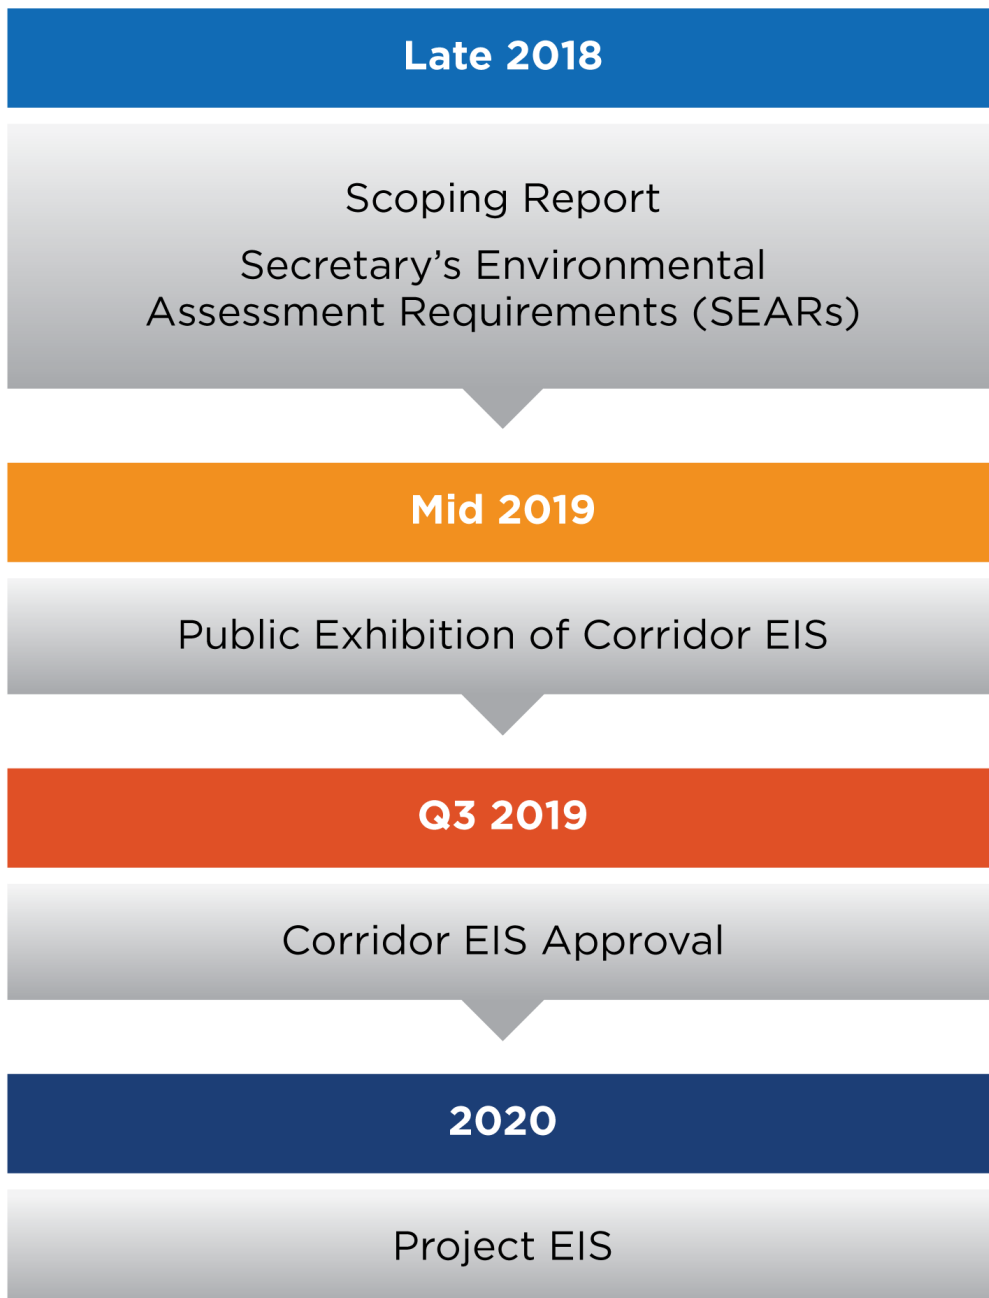 Late 2018
Scoping Report
Secretary’s Environmental
Assessment Requirements (SEARs)
Mid 2019
Public Exhibition of Corridor EIS
Q3 2019
Corridor EIS Approval
2020
Project EIS